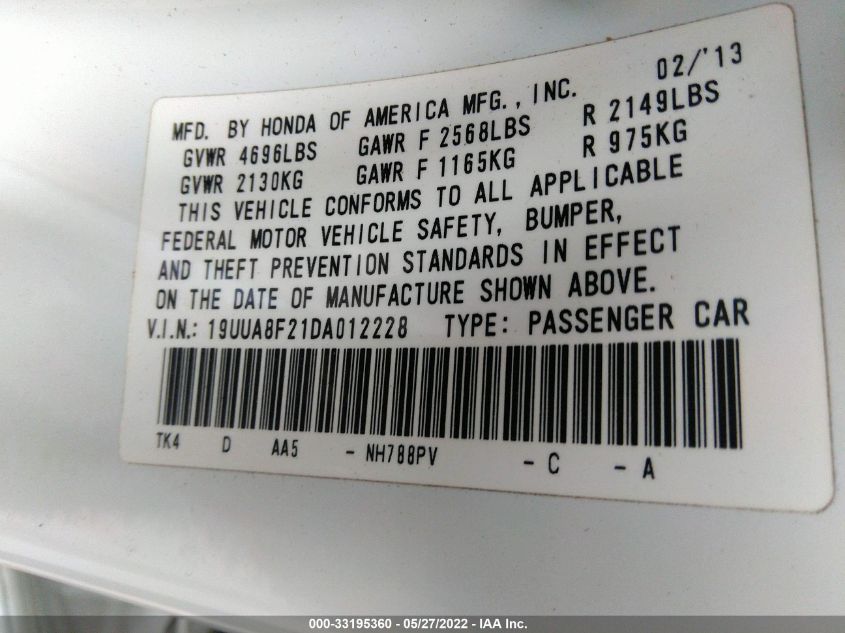 02/'13
MFD. BY HONDA OF AMERICA MFG., INC.
GVWR 4696LBS GAWR F 2568LBS R 2149LBS
GVWR 2130KG GAWR F 1165KG R 975KG
THIS VEHICLE CONFORMS TO ALL APPLICABLE
FEDERAL MOTOR VEHICLE SAFETY, BUMPER,
AND THEFT PREVENTION STANDARDS IN EFFECT
ON THE DATE OF MANUFACTURE SHOWN ABOVE.
V.I.N.: 19UUA8F21DA012228 TYPE: PASSENGER CAR
TK4 D AA5 - NH788PV - C - A
000-33195360 - 05/27/2022 - IAA Inc.